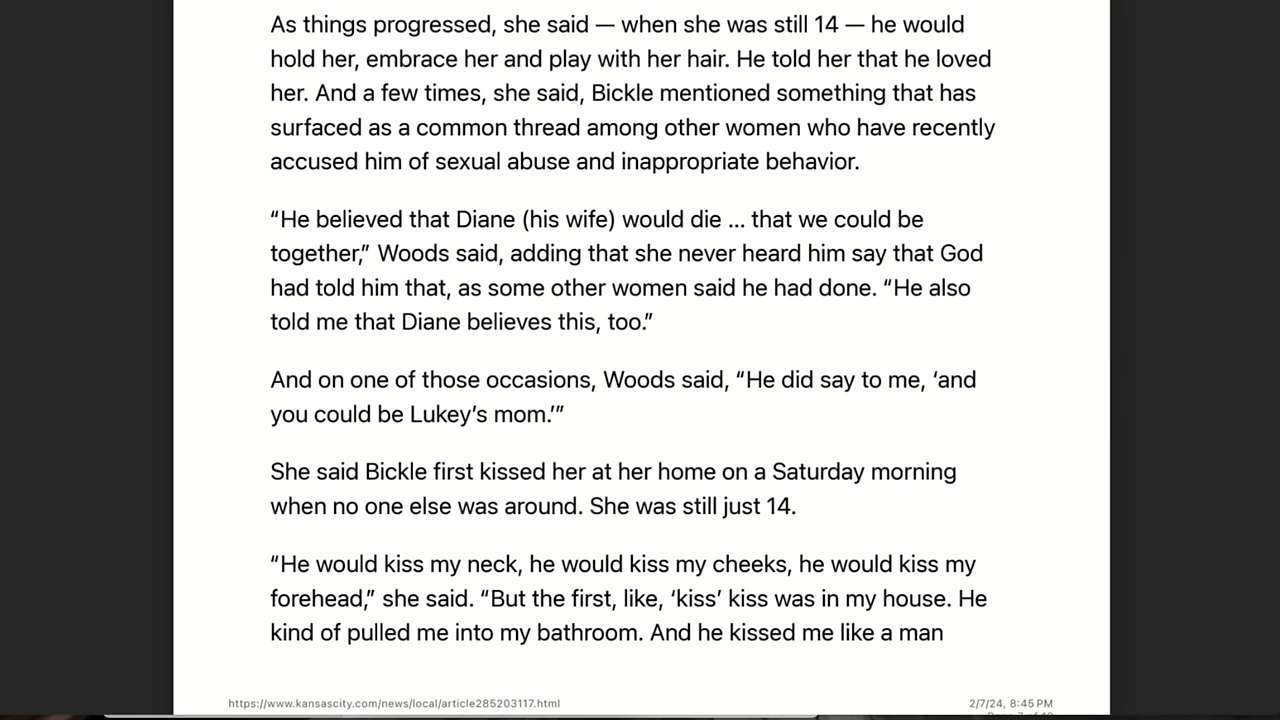 As things progressed, she said — when she was still 14 — he would
hold her, embrace her and play with her hair. He told her that he loved
her. And a few times, she said, Bickle mentioned something that has
surfaced as a common thread among other women who have recently
accused him of sexual abuse and inappropriate behavior.
“He believed that Diane (his wife) would die ... that we could be
together,” Woods said, adding that she never heard him say that God
had told him that, as some other women said he had done. “He also
told me that Diane believes this, too.”
And on one of those occasions, Woods said, “He did say to me, ‘and
you could be Lukey’s mom.’”
She said Bickle first kissed her at her home on a Saturday morning
when no one else was around. She was still just 14.
“He would kiss my neck, he would kiss my cheeks, he would kiss my
forehead,” she said. “But the first, like, ‘kiss’ kiss was in my house. He
kind of pulled me into my bathroom. And he kissed me like a man
https://www.kansascity.com/news/local/article285203117.html 2/7/24, 8:45 PM